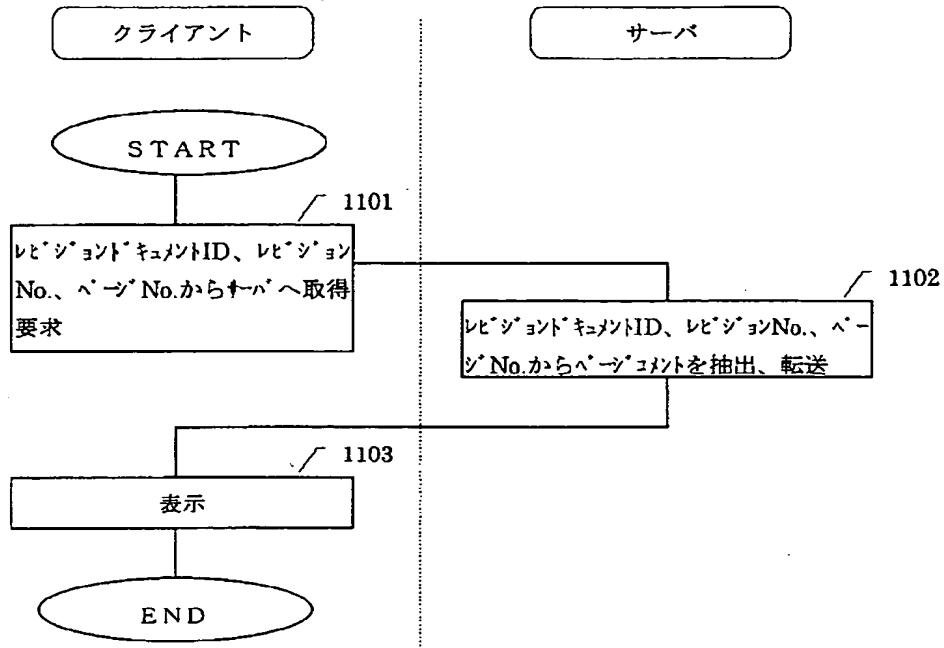 クライアント
サーバ
START
1101
ﾚﾋﾞｼﾞｮﾝﾄﾞｷｭﾒﾝﾄID、ﾚﾋﾞｼﾞｮﾝ
No.、ﾍﾟｰｼﾞNo.からｻｰﾊﾞへ取得
要求
1102
ﾚﾋﾞｼﾞｮﾝﾄﾞｷｭﾒﾝﾄID、ﾚﾋﾞｼﾞｮﾝNo.、ﾍﾟｰ
ｼﾞNo.からﾍﾟｰｼﾞｺﾒﾝﾄを抽出、転送
1103
表示
END